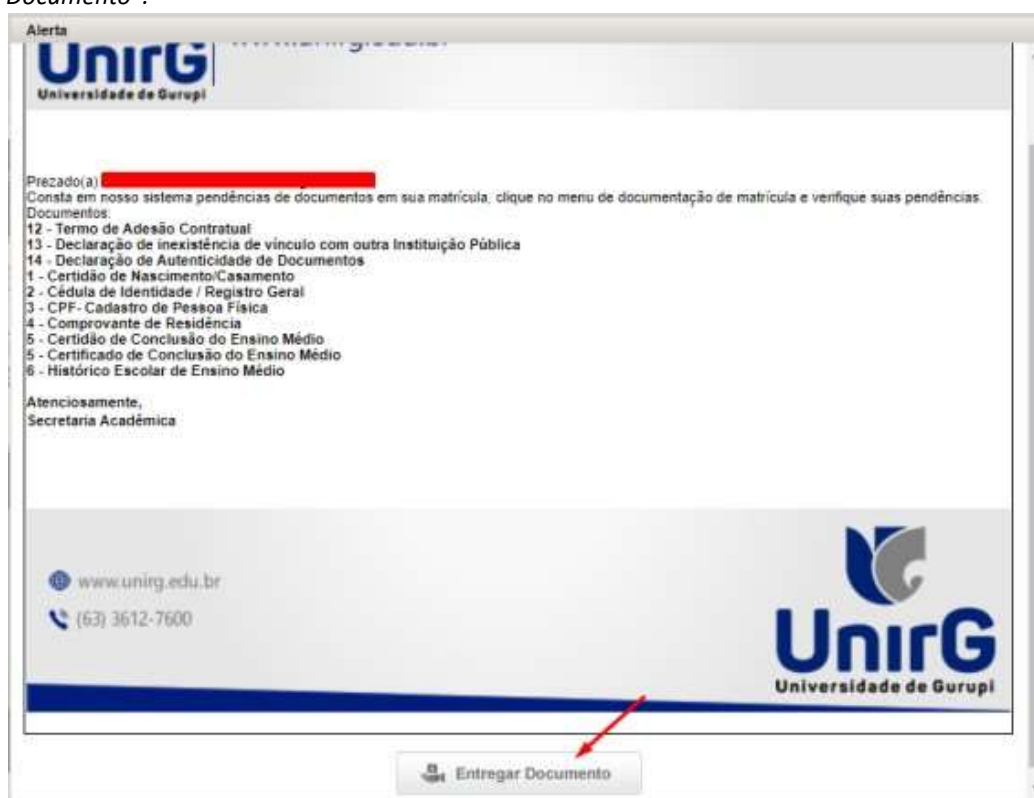 Documento".
Alerta
UnirG
Universidade de Gurupi
Prezado(a)
Consta em nosso sistema pendências de documentos em sua matrícula, clique no menu de documentação de matrícula e verifique suas pendências.
Documentos:
12 - Termo de Adesão Contratual
13 - Declaração de inexistência de vínculo com outra Instituição Pública
14 - Declaração de Autenticidade de Documentos
1 - Certidão de Nascimento/Casamento
2 - Cédula de Identidade / Registro Geral
3 - CPF- Cadastro de Pessoa Física
4 - Comprovante de Residência
5 - Certidão de Conclusão do Ensino Médio
5 - Certificado de Conclusão do Ensino Médio
6 - Histórico Escolar de Ensino Médio
Atenciosamente,
Secretaria Acadêmica
www.unirg.edu.br
(63) 3612-7600
UnirG
Universidade de Gurupi
Entregar Documento